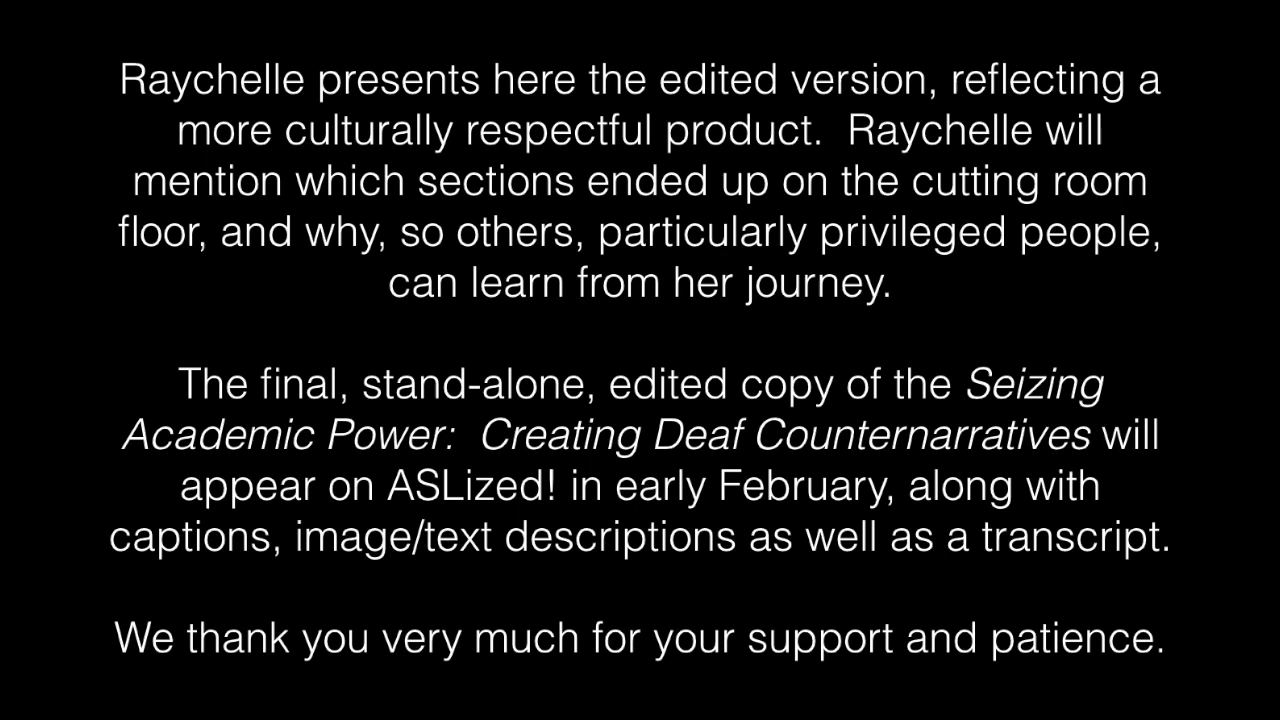 Raychelle presents here the edited version, reflecting a
more culturally respectful product.  Raychelle will
mention which sections ended up on the cutting room
floor, and why, so others, particularly privileged people,
can learn from her journey.
The final, stand-alone, edited copy of the Seizing
Academic Power:  Creating Deaf Counternarratives will
appear on ASLized! in early February, along with
captions, image/text descriptions as well as a transcript.
We thank you very much for your support and patience.